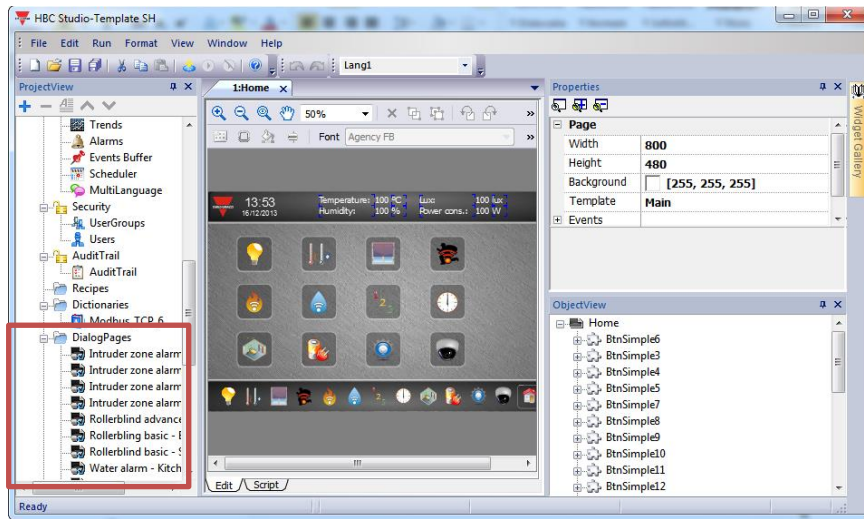 HBC Studio-Template SH
File Edit Run Format View Window Help
Lang1
ProjectView
Trends
Alarms
Events Buffer
Scheduler
MultiLanguage
Security
UserGroups
Users
AuditTrail
AuditTrail
Recipes
Dictionaries
Modbus_TCP_6
DialogPages
Intruder zone alarm
Intruder zone alarm
Intruder zone alarm
Intruder zone alarm
Rollerblind advance
Rollerbling basic - E
Rollerblind basic - S
Water alarm - Kitch
1:Home
50%
Font Agency FB
13:53
16/12/2013
Temperature: 100 ºC Lux: 100 lux
Humidity: 100 % Power cons.: 100 W
1 2 3
Edit Script
Properties
Page
Width 800
Height 480
Background [255, 255, 255]
Template Main
Events
ObjectView
Home
BtnSimple6
BtnSimple3
BtnSimple4
BtnSimple5
BtnSimple7
BtnSimple8
BtnSimple9
BtnSimple10
BtnSimple11
BtnSimple12
Widget Gallery
Ready